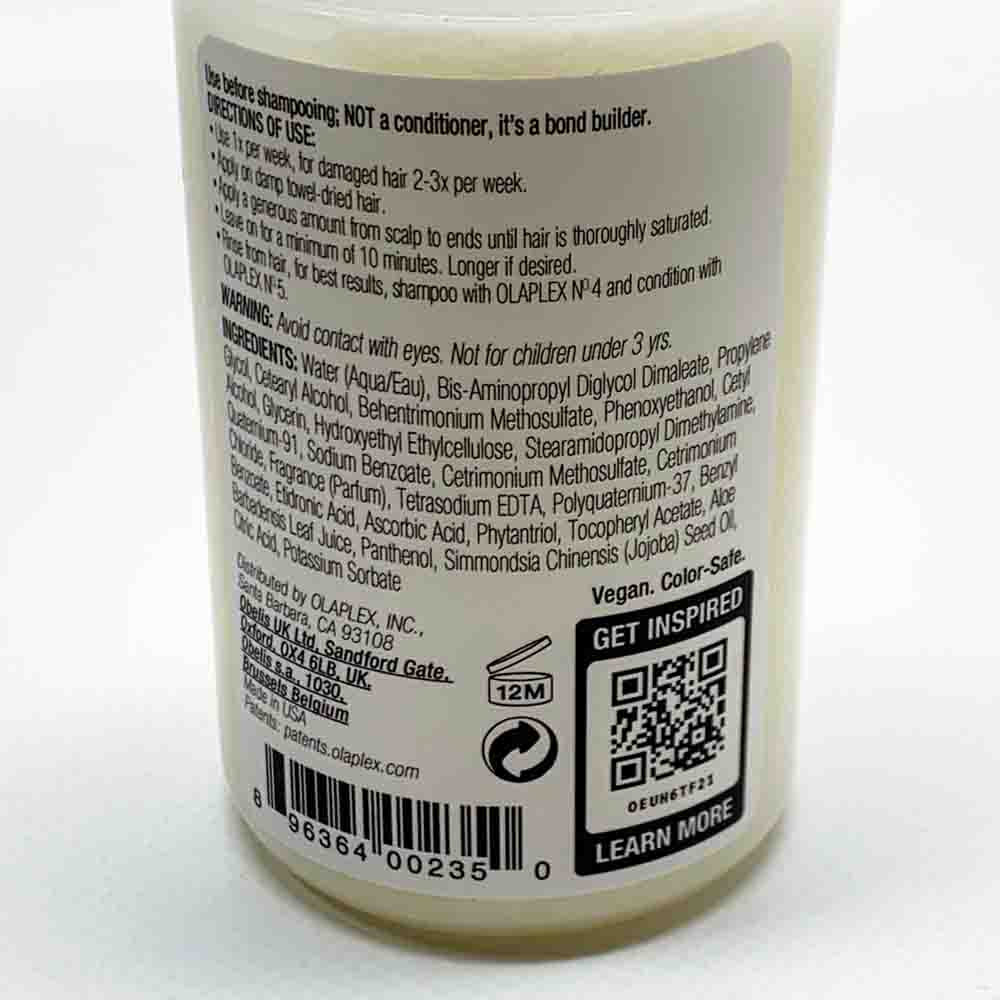 Use before shampooing; NOT a conditioner, it's a bond builder.
DIRECTIONS OF USE:
• Use 1x per week, for damaged hair 2-3x per week.
• Apply on damp towel-dried hair.
• Apply a generous amount from scalp to ends until hair is thoroughly saturated.
• Leave on for a minimum of 10 minutes. Longer if desired.
• Rinse from hair, for best results, shampoo with OLAPLEX Nº4 and condition with
OLAPLEX Nº5.
WARNING: Avoid contact with eyes. Not for children under 3 yrs.
INGREDIENTS: Water (Aqua/Eau), Bis-Aminopropyl Diglycol Dimaleate, Propylene
Glycol, Cetearyl Alcohol, Behentrimonium Methosulfate, Phenoxyethanol, Cetyl
Alcohol, Glycerin, Hydroxyethyl Ethylcellulose, Stearamidopropyl Dimethylamine,
Quaternium-91, Sodium Benzoate, Cetrimonium Methosulfate, Cetrimonium
Chloride, Fragrance (Parfum), Tetrasodium EDTA, Polyquaternium-37, Benzyl
Benzoate, Etidronic Acid, Ascorbic Acid, Phytantriol, Tocopheryl Acetate, Aloe
Barbadensis Leaf Juice, Panthenol, Simmondsia Chinensis (Jojoba) Seed Oil,
Citric Acid, Potassium Sorbate
Distributed by OLAPLEX, INC.,
Santa Barbara, CA 93108
Obelis UK Ltd, Sandford Gate,
Oxford, OX4 6LB, UK.
Obelis s.a., 1030,
Brussels Belgium
Made in USA
Patents: patents.olaplex.com
12M
Vegan. Color-Safe.
GET INSPIRED
OEUN6TF21
LEARN MORE
8 96364 00235 0